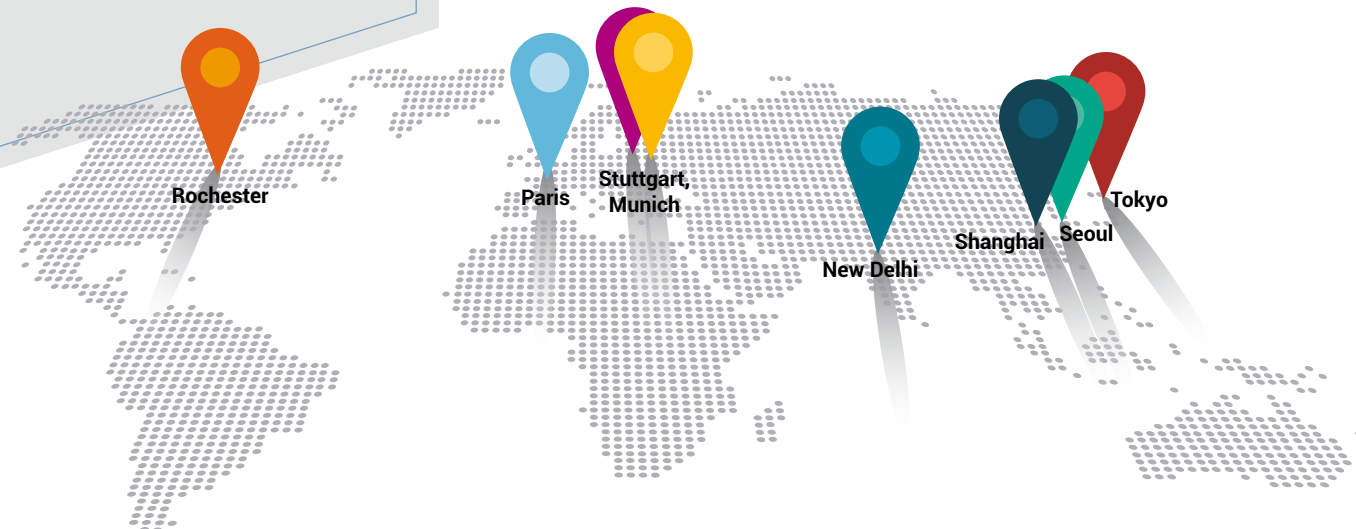 Rochester
Paris
Stuttgart,
Munich
New Delhi
Shanghai
Seoul
Tokyo